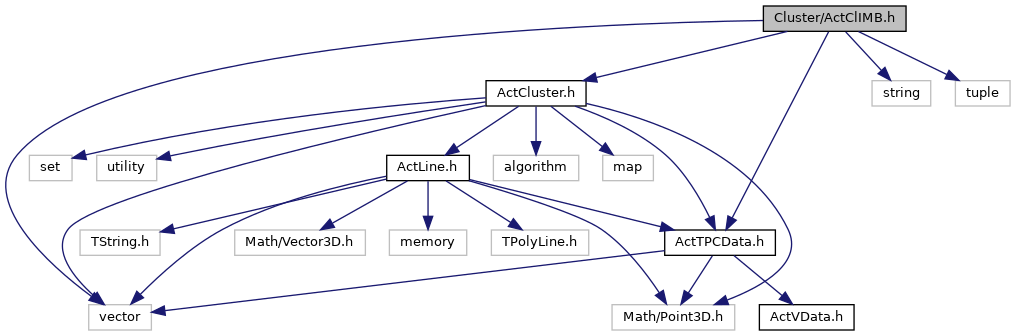 Cluster/ActClIMB.h
ActCluster.h
string
tuple
set
utility
ActLine.h
algorithm
map
TString.h
Math/Vector3D.h
memory
TPolyLine.h
ActTPCData.h
vector
Math/Point3D.h
ActVData.h